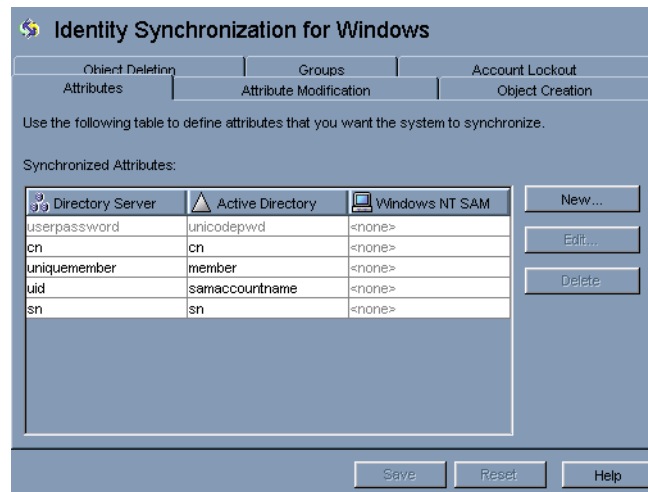 Identity Synchronization for Windows
Object Deletion Groups Account Lockout
Attributes Attribute Modification Object Creation
Use the following table to define attributes that you want the system to synchronize.
Synchronized Attributes:
Directory Server Active Directory Windows NT SAM New...
userpassword unicodepwd <none>
cn cn <none> Edit...
uniquemember member <none>
uid samaccountname <none> Delete
sn sn <none>
Save Reset Help